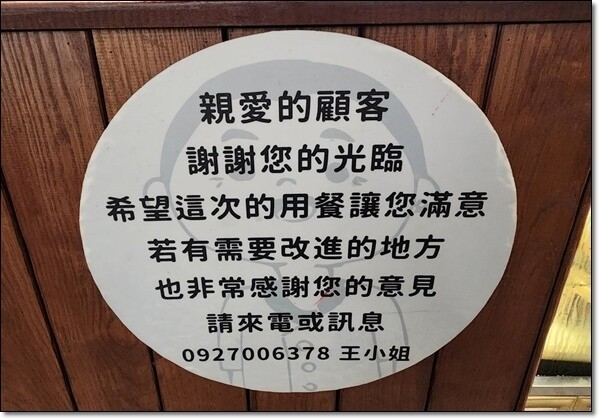 親愛的顧客
謝謝您的光臨
希望這次的用餐讓您滿意
若有需要改進的地方
也非常感謝您的意見
請來電或訊息
0927006378 王小姐